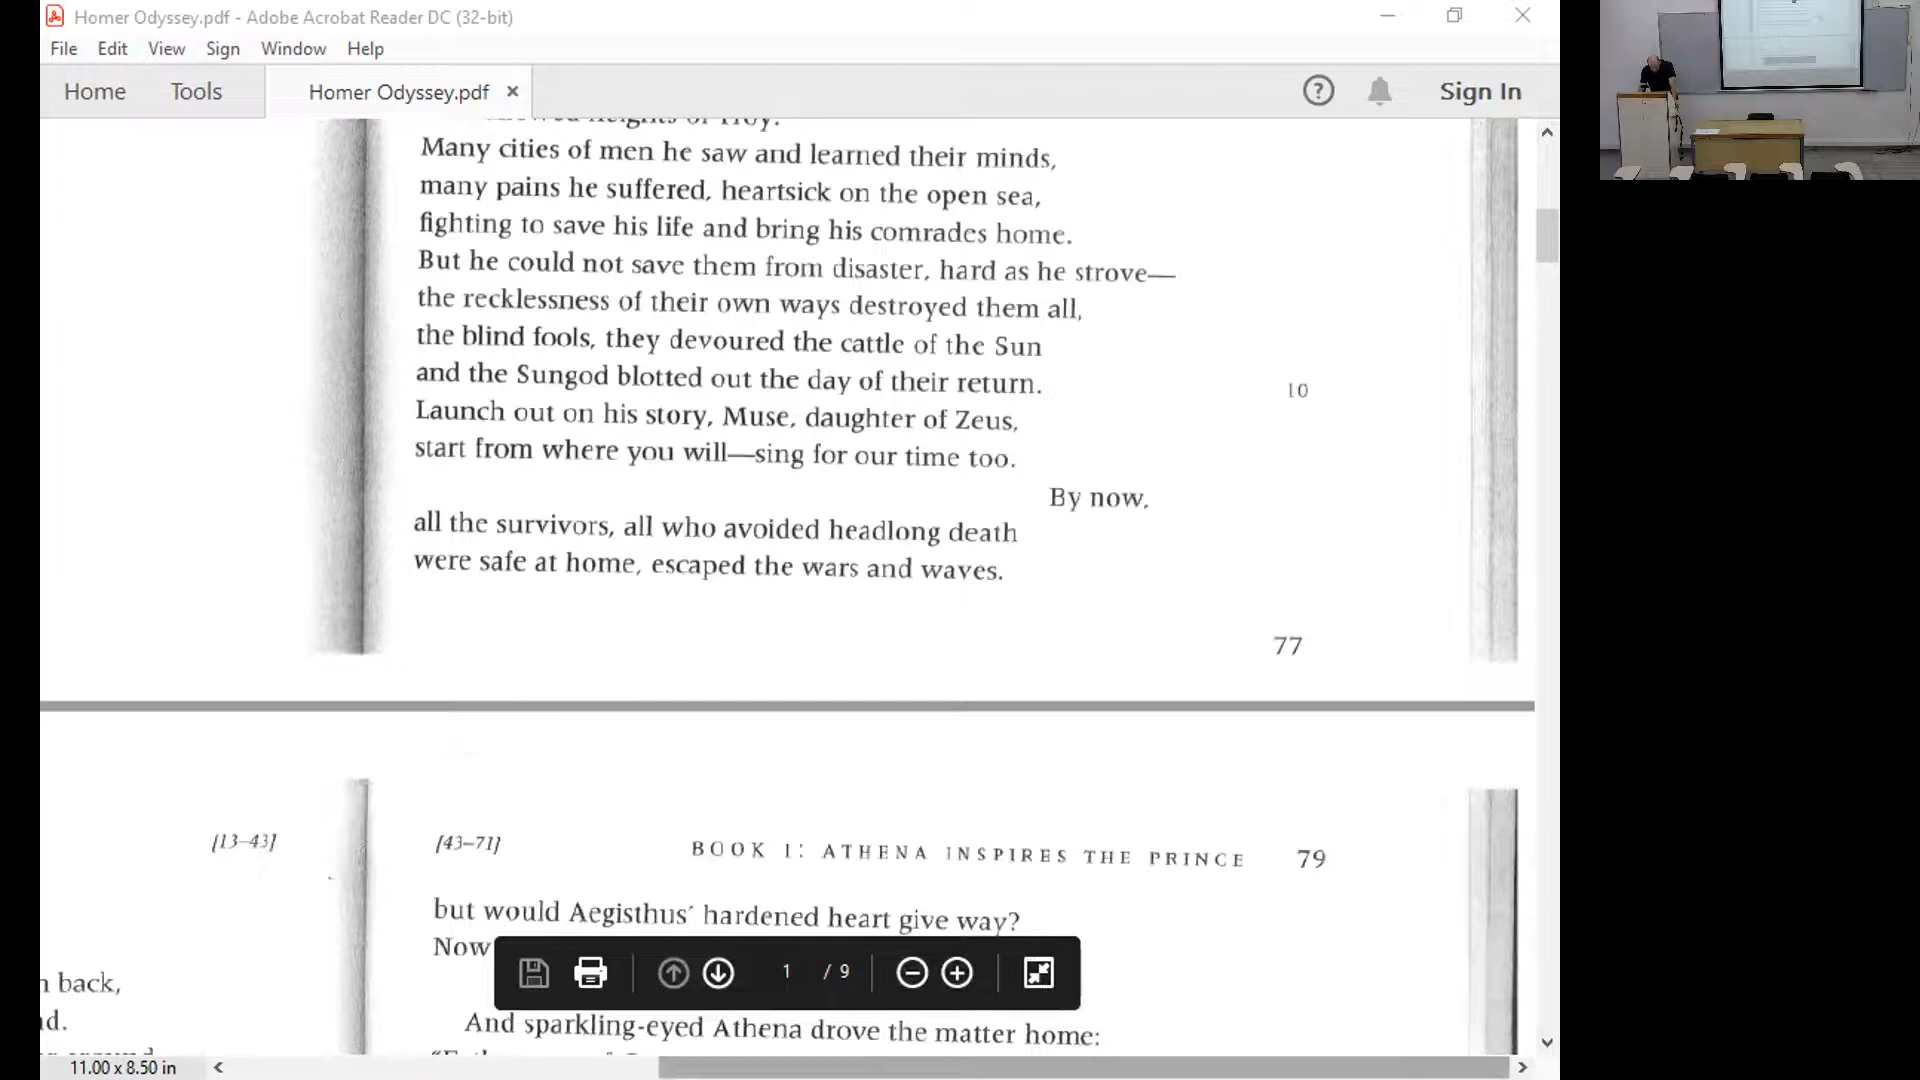 Homer Odyssey.pdf - Adobe Acrobat Reader DC (32-bit)
File Edit View Sign Window Help
Home Tools Homer Odyssey.pdf × ? Sign In
heights of Troy.
Many cities of men he saw and learned their minds,
many pains he suffered, heartsick on the open sea,
fighting to save his life and bring his comrades home.
But he could not save them from disaster, hard as he strove—
the recklessness of their own ways destroyed them all,
the blind fools, they devoured the cattle of the Sun
and the Sungod blotted out the day of their return. 10
Launch out on his story, Muse, daughter of Zeus,
start from where you will—sing for our time too.
By now,
all the survivors, all who avoided headlong death
were safe at home, escaped the wars and waves.
77
[13–43] [43–71] BOOK 1: ATHENA INSPIRES THE PRINCE 79
but would Aegisthus' hardened heart give way?
Now
back,
And sparkling-eyed Athena drove the matter home:
1 / 9
11.00 x 8.50 in